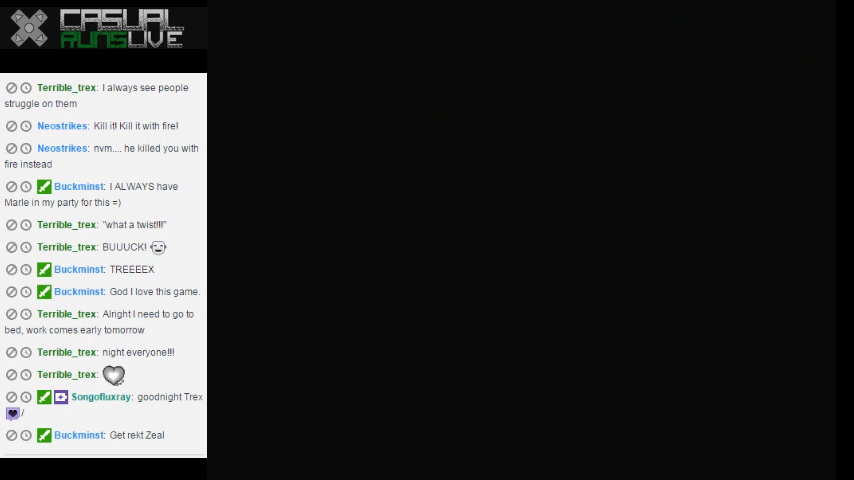 CASUAL
RUNSLIVE
Terrible_trex: I always see people
struggle on them
Neostrikes: Kill it! Kill it with fire!
Neostrikes: nvm.... he killed you with
fire instead
Buckminst: I ALWAYS have
Marle in my party for this =)
Terrible_trex: "what a twist!!!"
Terrible_trex: BUUUCK!
Buckminst: TREEEEX
Buckminst: God I love this game.
Terrible_trex: Alright I need to go to
bed, work comes early tomorrow
Terrible_trex: night everyone!!!
Terrible_trex:
Songofluxray: goodnight Trex
/
Buckminst: Get rekt Zeal